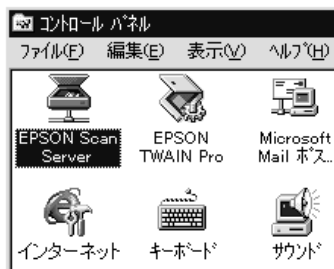 コントロール パネル
ファイル(F) 編集(E) 表示(V) ヘルプ(H)
EPSON Scan
Server
EPSON
TWAIN Pro
Microsoft
Mail ポス...
インターネット
キーボード
サウンド